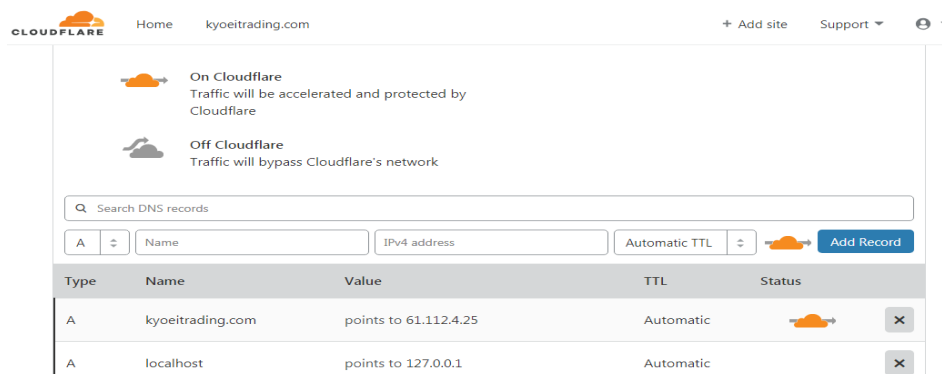 CLOUDFLARE Home kyoeitrading.com + Add site Support
On Cloudflare
Traffic will be accelerated and protected by
Cloudflare
Off Cloudflare
Traffic will bypass Cloudflare's network
Search DNS records
A Name IPv4 address Automatic TTL Add Record
Type Name Value TTL Status
A kyoeitrading.com points to 61.112.4.25 Automatic
A localhost points to 127.0.0.1 Automatic